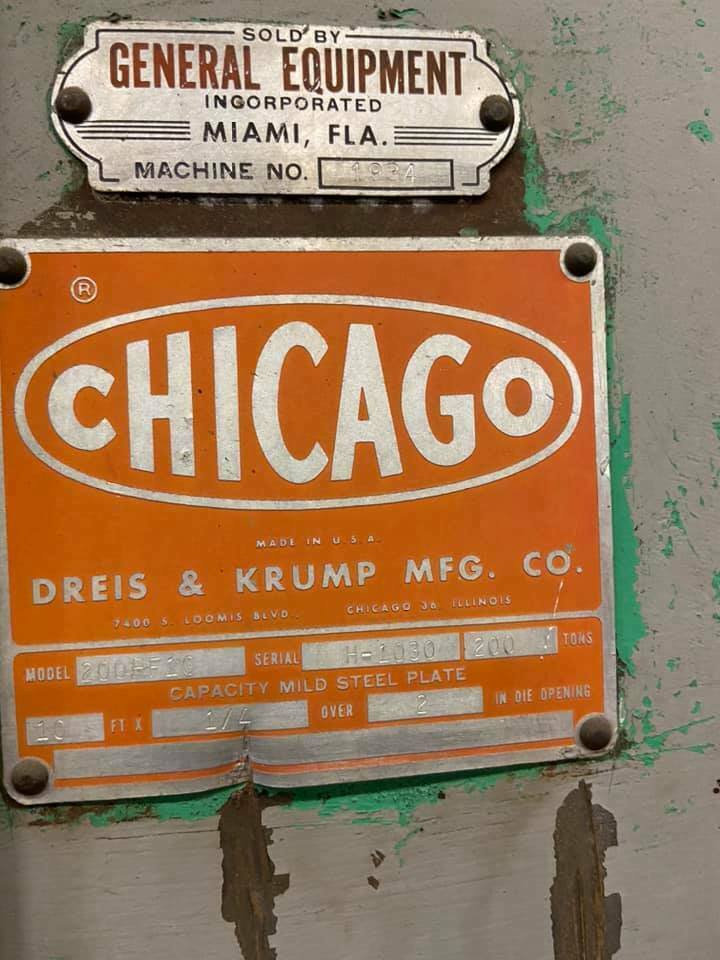 SOLD BY
GENERAL EQUIPMENT
INCORPORATED
MIAMI, FLA.
MACHINE NO. 1934
®
CHICAGO
MADE IN U.S.A.
DREIS & KRUMP MFG. CO.
7400 S. LOOMIS BLVD. CHICAGO 36, ILLINOIS
MODEL SERIAL H-1030 200 TONS
CAPACITY MILD STEEL PLATE
10 FT X 1/4 OVER 2 IN DIE OPENING